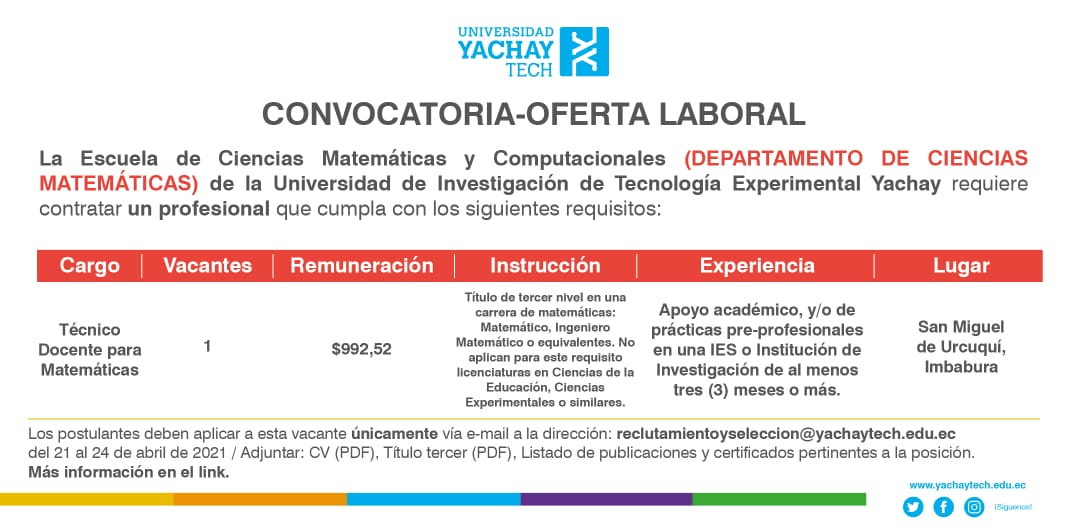 UNIVERSIDAD
YACHAY
TECH
CONVOCATORIA-OFERTA LABORAL
La Escuela de Ciencias Matemáticas y Computacionales (DEPARTAMENTO DE CIENCIAS
MATEMÁTICAS) de la Universidad de Investigación de Tecnología Experimental Yachay requiere
contratar un profesional que cumpla con los siguientes requisitos:
Cargo Vacantes Remuneración Instrucción Experiencia Lugar
Técnico
Docente para
Matemáticas
1
$992,52
Título de tercer nivel en una
carrera de matemáticas:
Matemático, Ingeniero
Matemático o equivalentes. No
aplican para este requisito
licenciaturas en Ciencias de la
Educación, Ciencias
Experimentales o similares.
Apoyo académico, y/o de
prácticas pre-profesionales
en una IES o Institución de
Investigación de al menos
tres (3) meses o más.
San Miguel
de Urcuquí,
Imbabura
Los postulantes deben aplicar a esta vacante únicamente vía e-mail a la dirección: reclutamientoyseleccion@yachaytech.edu.ec
del 21 al 24 de abril de 2021 / Adjuntar: CV (PDF), Título tercer (PDF), Listado de publicaciones y certificados pertinentes a la posición.
Más información en el link.
www.yachaytech.edu.ec
¡Síguenos!